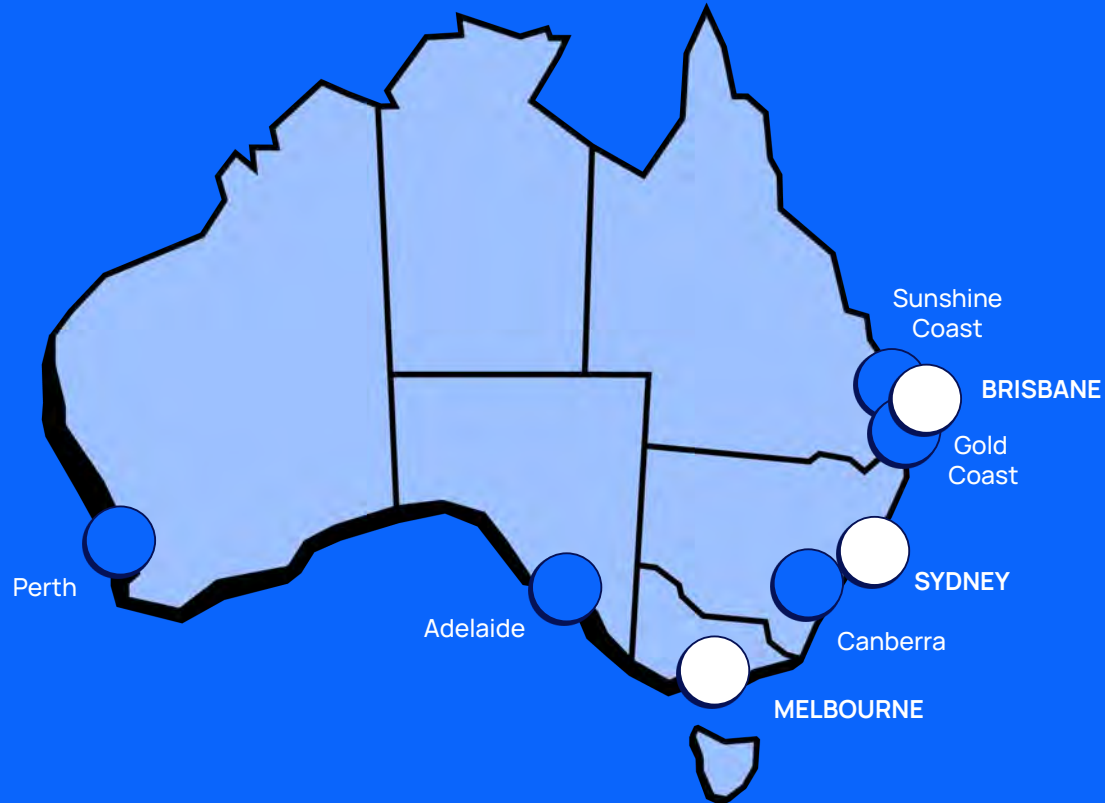 Sunshine
Coast
BRISBANE
Gold
Coast
Perth
SYDNEY
Adelaide
Canberra
MELBOURNE